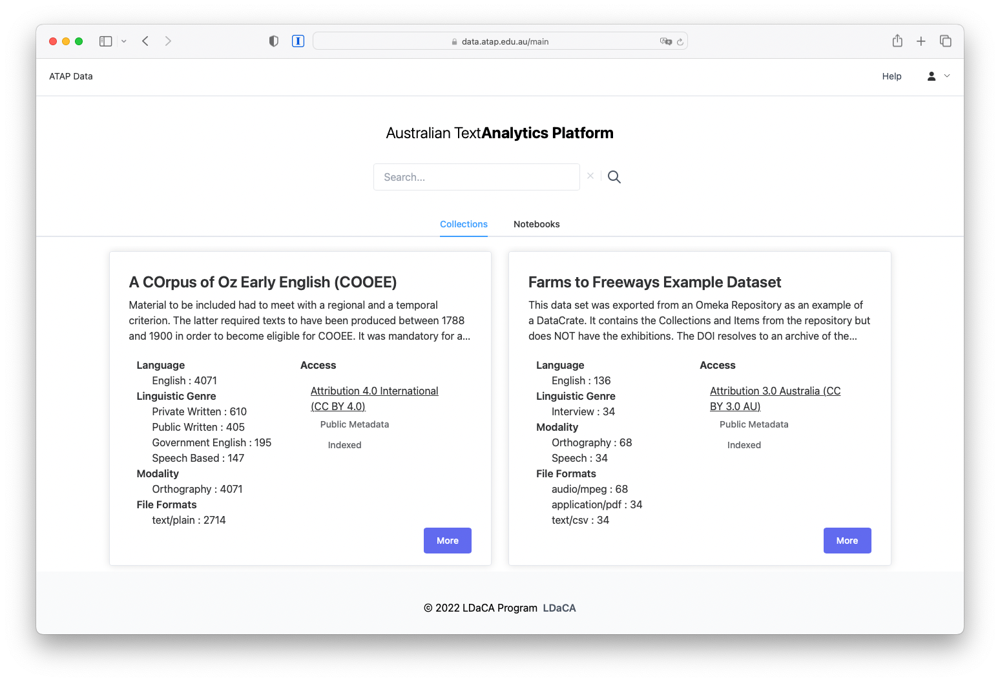 data.atap.edu.au/main
ATAP Data
Help
Australian TextAnalytics Platform
Search...
Collections
Notebooks
A COrpus of Oz Early English (COOEE)
Material to be included had to meet with a regional and a temporal
criterion. The latter required texts to have been produced between 1788
and 1900 in order to become eligible for COOEE. It was mandatory for a...
Language
English : 4071
Linguistic Genre
Private Written : 610
Public Written : 405
Government English : 195
Speech Based : 147
Modality
Orthography : 4071
File Formats
text/plain : 2714
Access
Attribution 4.0 International
(CC BY 4.0)
Public Metadata
Indexed
More
Farms to Freeways Example Dataset
This data set was exported from an Omeka Repository as an example of
a DataCrate. It contains the Collections and Items from the repository but
does NOT have the exhibitions. The DOI resolves to an archive of the...
Language
English : 136
Linguistic Genre
Interview : 34
Modality
Orthography : 68
Speech : 34
File Formats
audio/mpeg : 68
application/pdf : 34
text/csv : 34
Access
Attribution 3.0 Australia (CC
BY 3.0 AU)
Public Metadata
Indexed
More
© 2022 LDaCA Program LDaCA